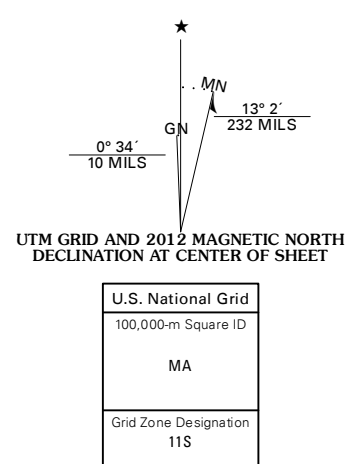 ★
MN
13° 2´
232 MILS
GN
0° 34´
10 MILS
UTM GRID AND 2012 MAGNETIC NORTH
DECLINATION AT CENTER OF SHEET
U.S. National Grid
100,000-m Square ID
MA
Grid Zone Designation
11S